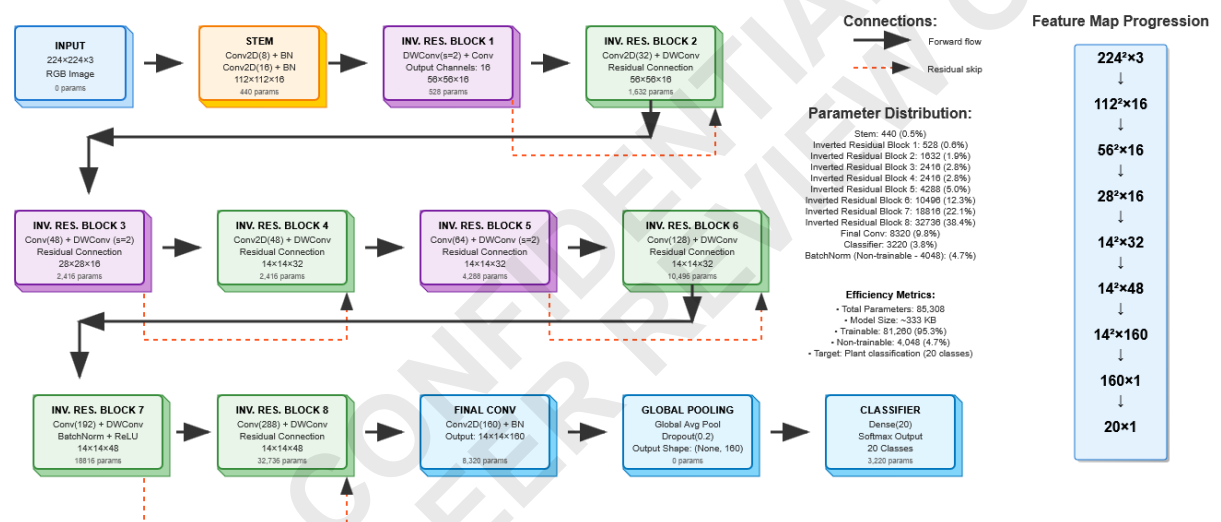 INPUT
224×224×3
RGB Image
0 params
STEM
Conv2D(8) + BN
Conv2D(16) + BN
112×112×16
440 params
INV. RES. BLOCK 1
DWConv(s=2) + Conv
Output Channels: 16
56×56×16
528 params
INV. RES. BLOCK 2
Conv2D(32) + DWConv
Residual Connection
56×56×16
1,632 params
INV. RES. BLOCK 3
Conv(48) + DWConv (s=2)
Residual Connection
28×28×16
2,416 params
INV. RES. BLOCK 4
Conv2D(48) + DWConv
Residual Connection
14×14×32
2,416 params
INV. RES. BLOCK 5
Conv(64) + DWConv (s=2)
Residual Connection
14×14×32
4,288 params
INV. RES. BLOCK 6
Conv(128) + DWConv
Residual Connection
14×14×32
10,496 params
INV. RES. BLOCK 7
Conv(192) + DWConv
BatchNorm + ReLU
14×14×48
18816 params
INV. RES. BLOCK 8
Conv(288) + DWConv
Residual Connection
14×14×48
32,736 params
FINAL CONV
Conv2D(160) + BN
Output: 14×14×160
8,320 params
GLOBAL POOLING
Global Avg Pool
Dropout(0.2)
Output Shape: (None, 160)
0 params
CLASSIFIER
Dense(20)
Softmax Output
20 Classes
3,220 params
Connections:
Forward flow
Residual skip
Parameter Distribution:
Stem: 440 (0.5%)
Inverted Residual Block 1: 528 (0.6%)
Inverted Residual Block 2: 1632 (1.9%)
Inverted Residual Block 3: 2416 (2.8%)
Inverted Residual Block 4: 2416 (2.8%)
Inverted Residual Block 5: 4288 (5.0%)
Inverted Residual Block 6: 10496 (12.3%)
Inverted Residual Block 7: 18816 (22.1%)
Inverted Residual Block 8: 32736 (38.4%)
Final Conv: 8320 (9.8%)
Classifier: 3220 (3.8%)
BatchNorm (Non-trainable - 4048): (4.7%)
Efficiency Metrics:
• Total Parameters: 85,308
• Model Size: ~333 KB
• Trainable: 81,260 (95.3%)
• Non-trainable: 4,048 (4.7%)
• Target: Plant classification (20 classes)
Feature Map Progression
224²×3
↓
112²×16
↓
56²×16
↓
28²×16
↓
14²×32
↓
14²×48
↓
14²×160
↓
160×1
↓
20×1
CONFIDENTIAL
PEER REVIEW